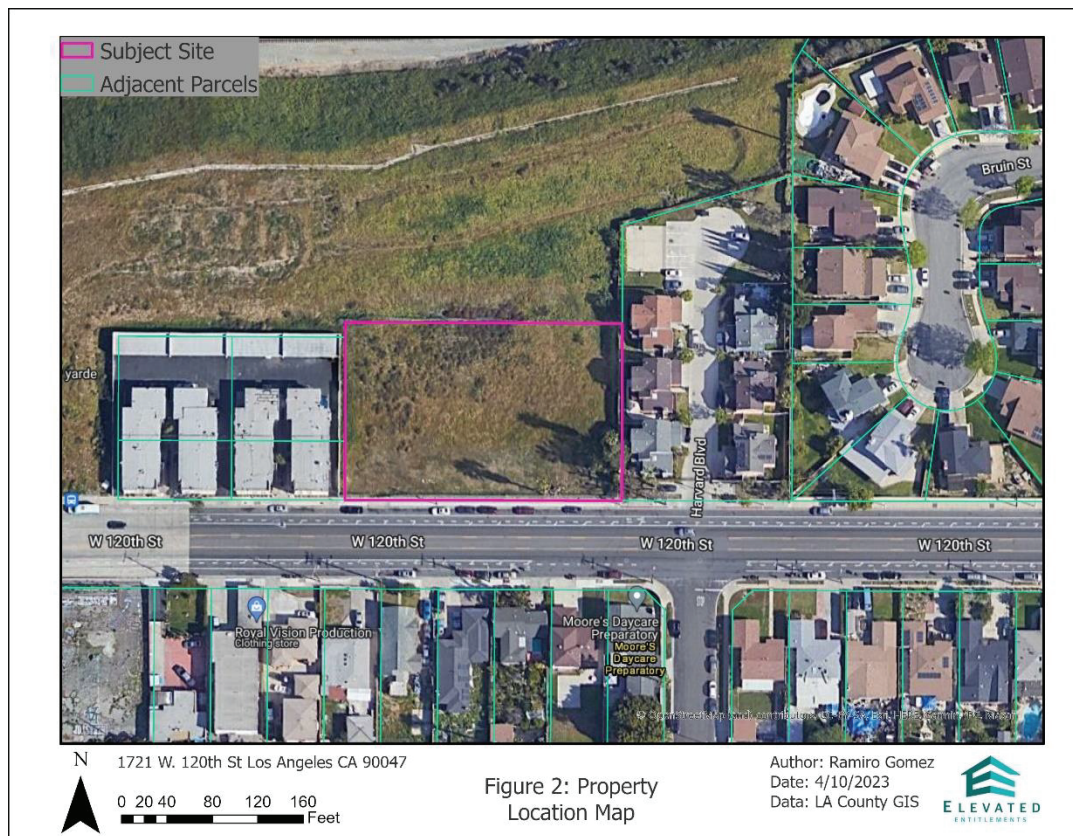 Subject Site
Adjacent Parcels
Bruin St
yarde
Harvard Blvd
W 120th St
W 120th St
W 120th St
W 120th St
Royal Vision Production
Clothing store
Moore's Daycare
Preparatory
Moore'S
Daycare
Preparatory
© OpenStreetMap
contributors,
N
1721 W. 120th St Los Angeles CA 90047
0 20 40 80 120 160
Feet
Figure 2: Property
Location Map
Author: Ramiro Gomez
Date: 4/10/2023
Data: LA County GIS
ELEVATED
ENTITLEMENTS